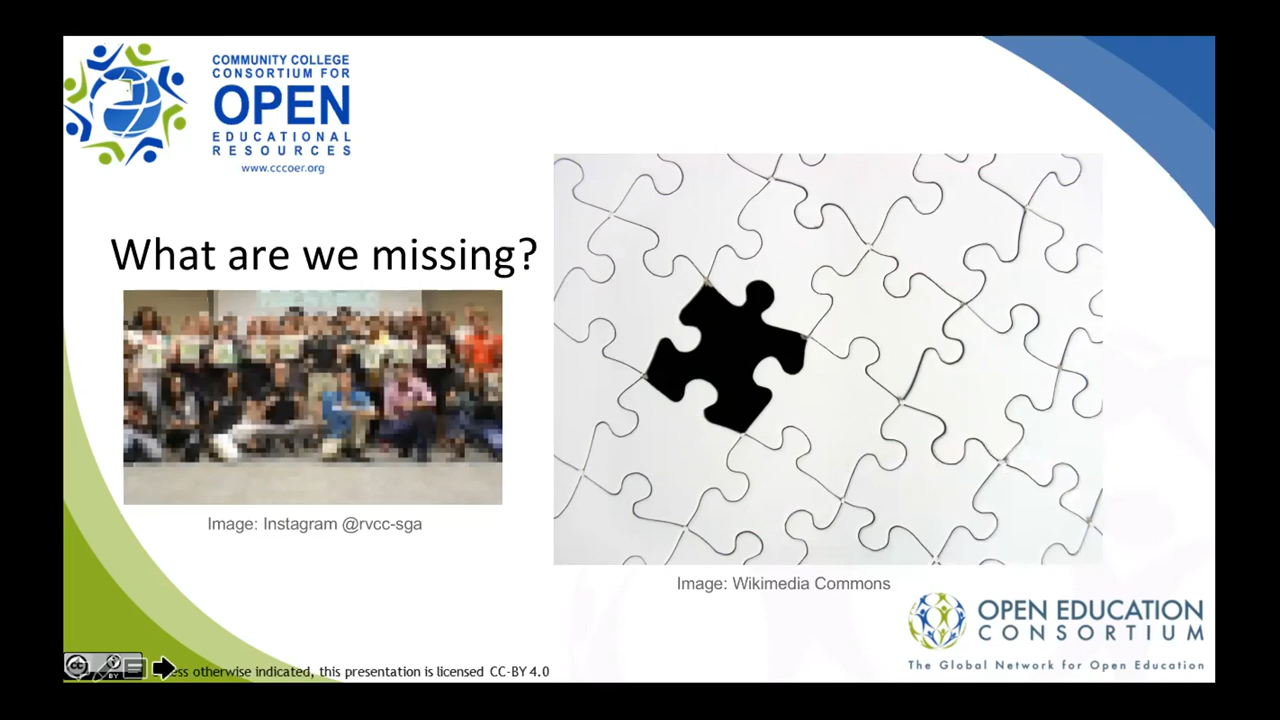 COMMUNITY COLLEGE
CONSORTIUM FOR
OPEN
EDUCATIONAL
RESOURCES
www.cccoer.org
What are we missing?
Image: Instagram @rvcc-sga
Image: Wikimedia Commons
OPEN EDUCATION
CONSORTIUM
The Global Network for Open Education
cc
BY
otherwise indicated, this presentation is licensed CC-BY 4.0